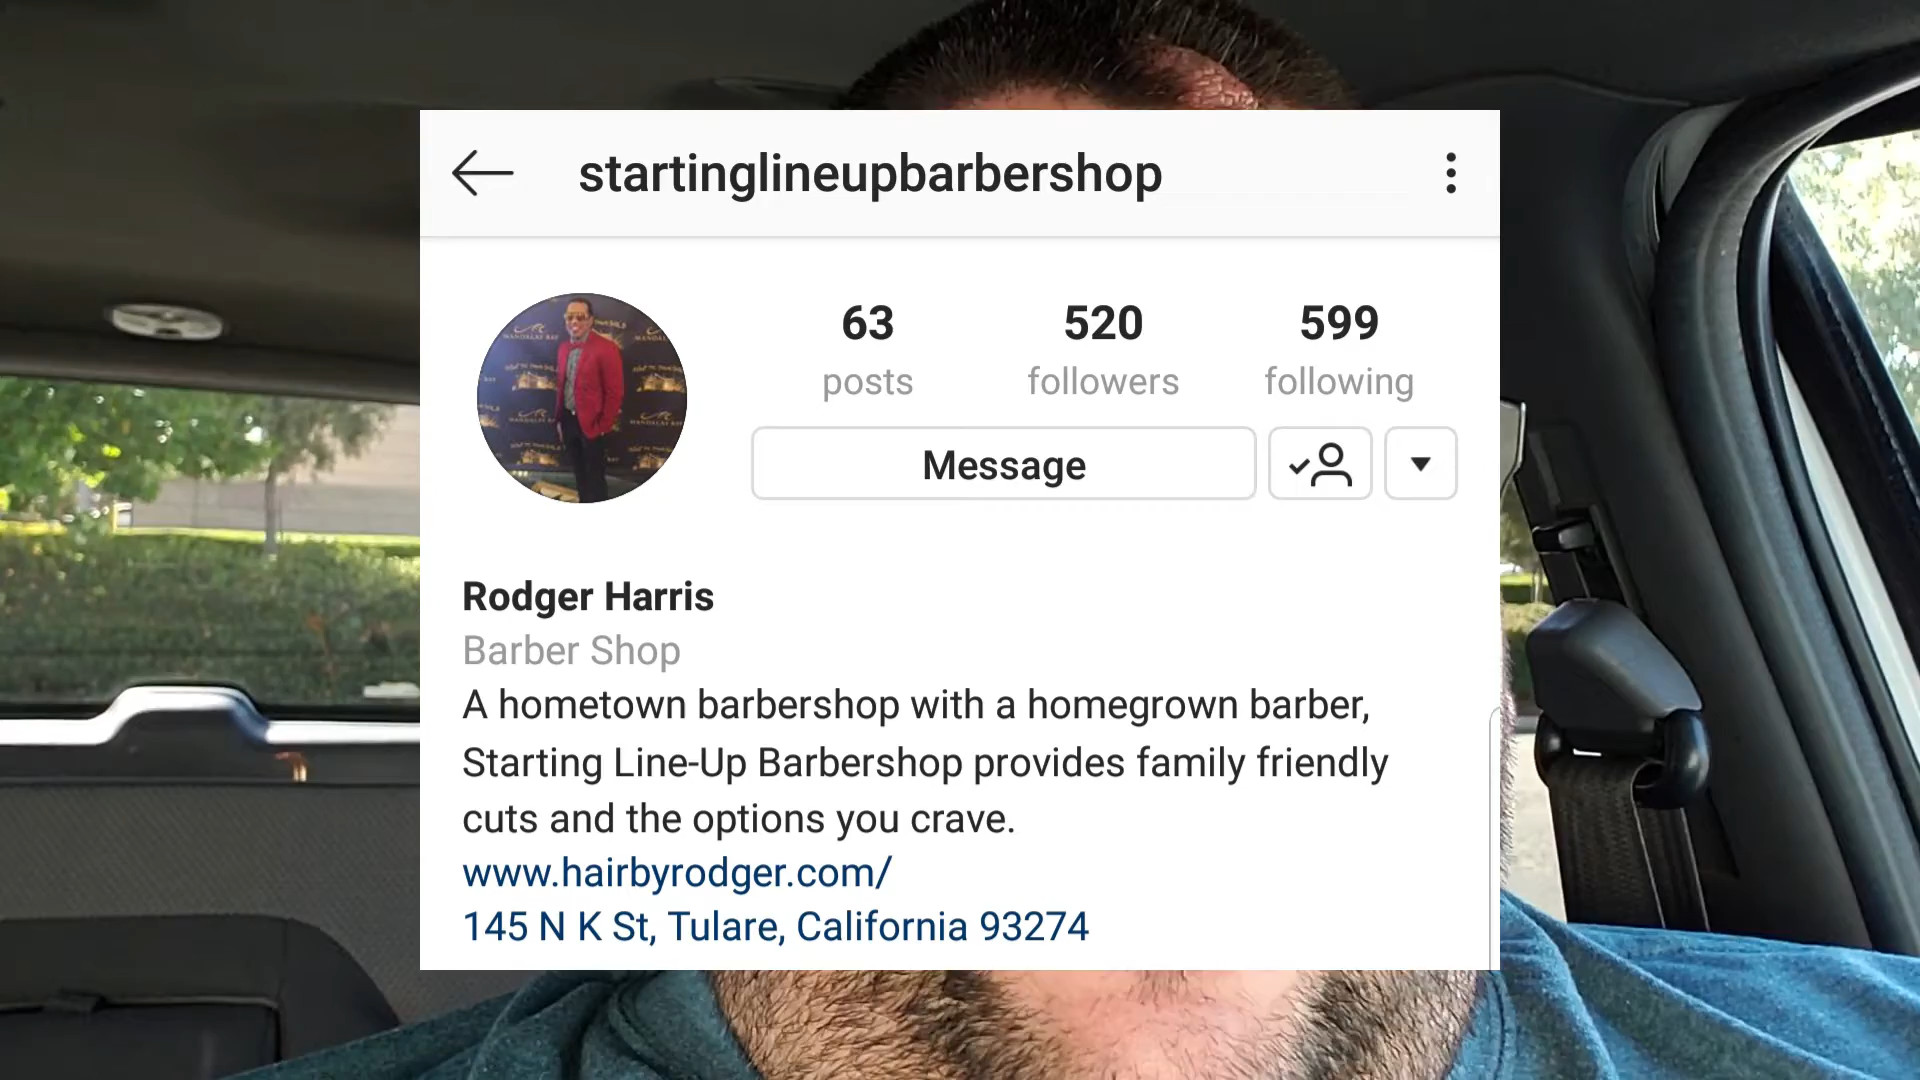 startinglineupbarbershop
63 520 599
posts followers following
Message
Rodger Harris
Barber Shop
A hometown barbershop with a homegrown barber,
Starting Line-Up Barbershop provides family friendly
cuts and the options you crave.
www.hairbyrodger.com/
145 N K St, Tulare, California 93274